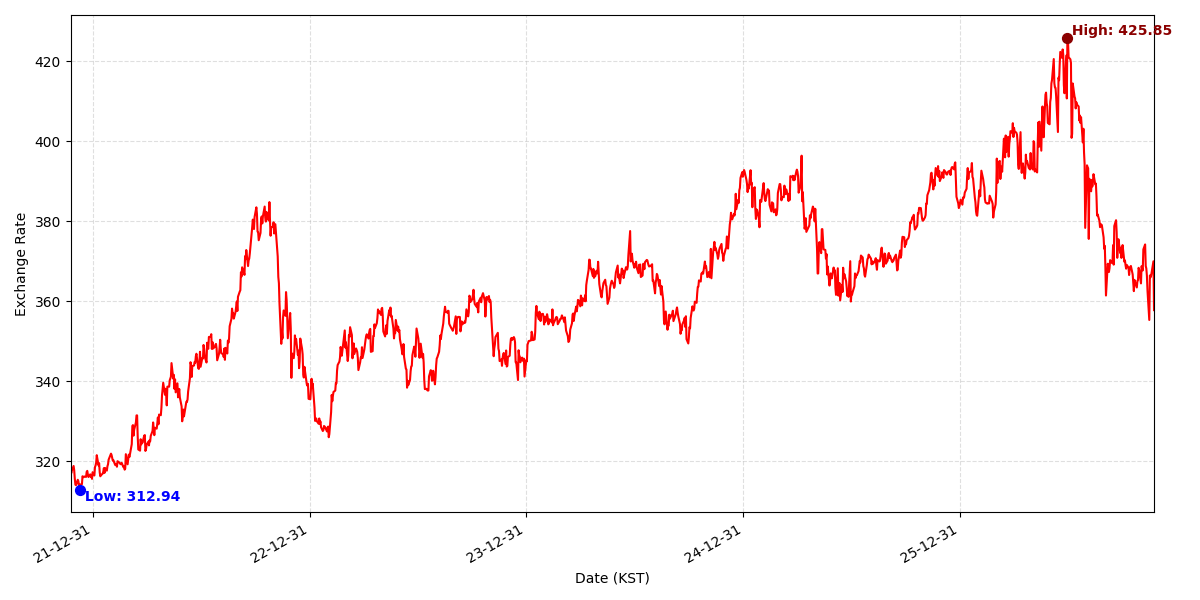 High: 425.85
420
400
380
360
340
320
Exchange Rate
Low: 312.94
21-12-31
22-12-31
23-12-31
24-12-31
25-12-31
Date (KST)